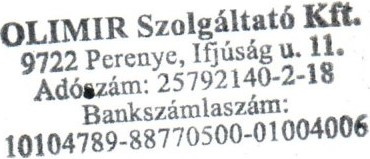 OLIMIR Szolgáltató Kft.
9722 Perenye, Ifjúság u. 11.
Adószám: 25792140-2-18
Bankszámlaszám:
10104789-88770500-01004006